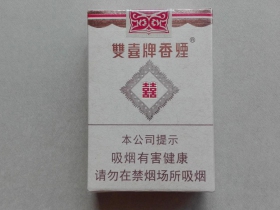 雙喜牌香煙®
囍
本公司提示
吸烟有害健康
请勿在禁烟场所吸烟